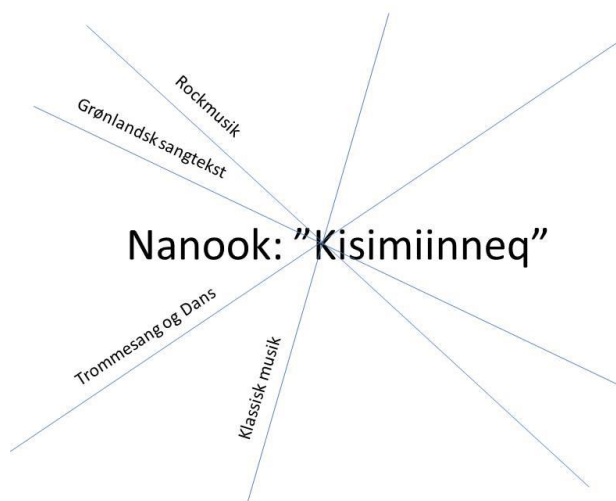 Rockmusik
Grønlandsk sangtekst
Nanook: ”Kisimiinneq”
Trommesang og Dans
Klassisk musik